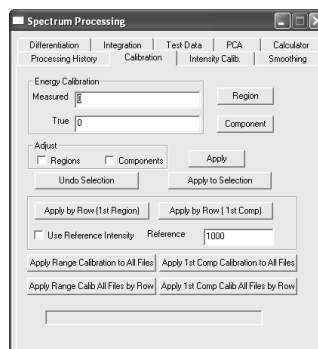 Spectrum Processing
Differentiation Integration Test Data PCA Calculator
Processing History Calibration Intensity Calib. Smoothing
Energy Calibration
Measured 0 Region
True 0 Component
Adjust
Regions Components Apply
Undo Selection Apply to Selection
Apply by Row (1st Region) Apply by Row ( 1st Comp)
Use Reference Intensity Reference 1000
Apply Range Calibration to All Files Apply 1st Comp Calibration to All Files
Apply Range Calib All Files by Row Apply 1st Comp Calib All Files by Row